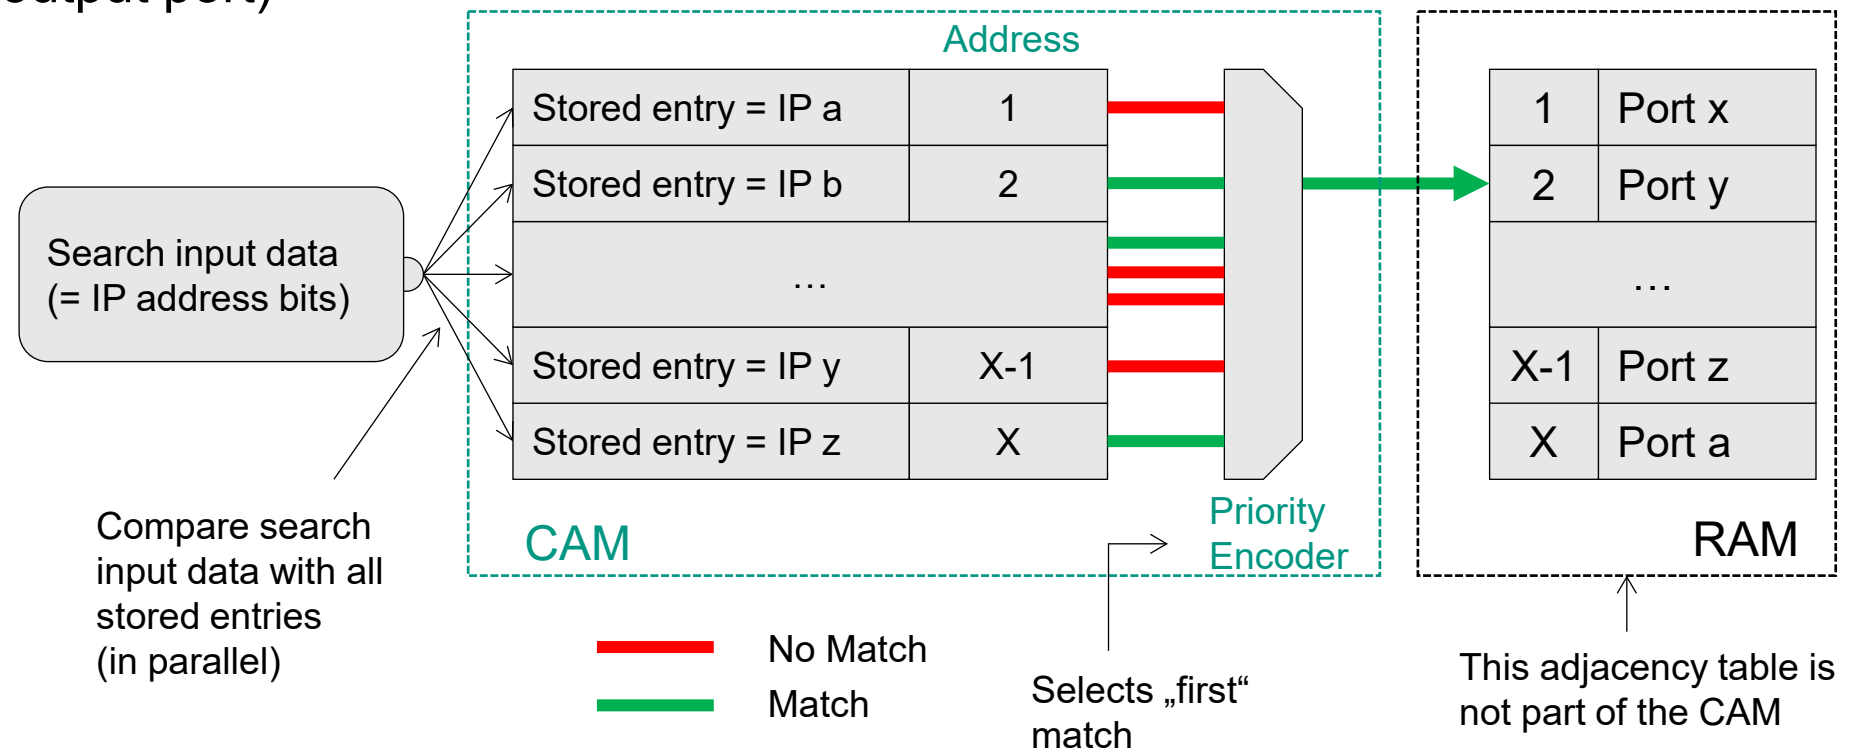 output port)
Address
Stored entry = IP a 1
Stored entry = IP b 2
...
Stored entry = IP y X-1
Stored entry = IP z X
Search input data
(= IP address bits)
1 Port x
2 Port y
...
X-1 Port z
X Port a
CAM
Priority
Encoder
RAM
Compare search
input data with all
stored entries
(in parallel)
No Match
Match
Selects „first“
match
This adjacency table is
not part of the CAM